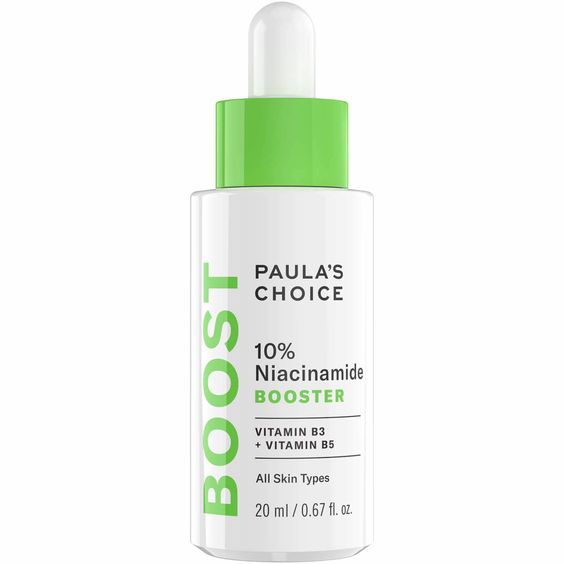 BOOST
PAULA'S
CHOICE
10%
Niacinamide
BOOSTER
VITAMIN B3
+ VITAMIN B5
All Skin Types
20 ml / 0.67 fl. oz.